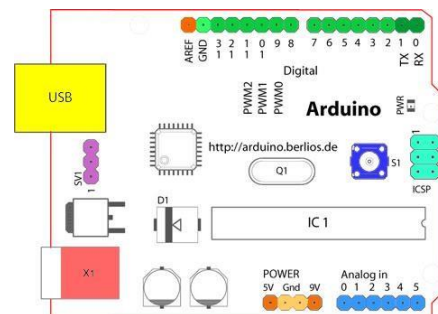 AREF
GND
13
12
11
10
9
8
7
6
5
4
3
2
1
0
TX
RX
Digital
PWM2
PWM1
PWM0
Arduino
PWR
USB
http://arduino.berlios.de
1
SV1
1
Q1
S1
ICSP
D1
IC 1
X1
POWER
5V Gnd 9V
Analog in
0 1 2 3 4 5